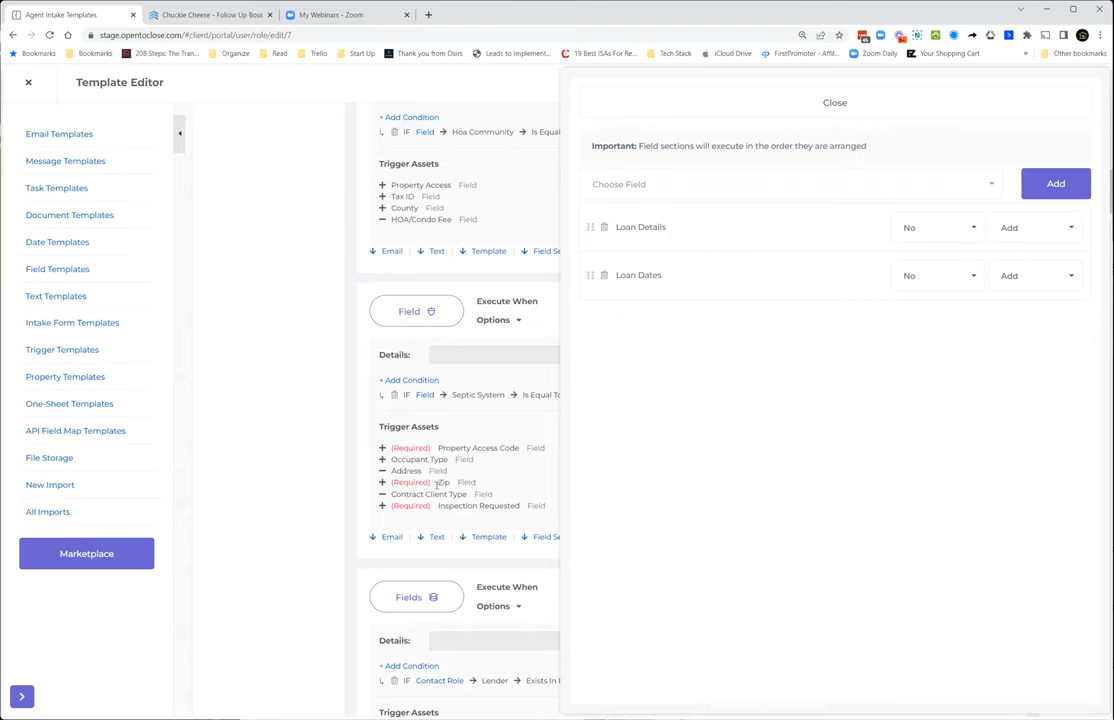 Agent Intake Templates
Chuckie Cheese - Follow Up Boss
My Webinars - Zoom
stage.opentoclose.com/#client/portal/user/role/edit/7
Bookmarks
Bookmarks
208 Steps: The Tran...
Organize
Read
Trello
Start Up
Thank you from Osirs
Leads to implement...
19 Best ISAs For Re...
Tech Stack
iCloud Drive
FirstPromoter - Affil...
Zoom Daily
Your Shopping Cart
»
Other bookmarks
Template Editor
Email Templates
Message Templates
Task Templates
Document Templates
Date Templates
Field Templates
Text Templates
Intake Form Templates
Trigger Templates
Property Templates
One-Sheet Templates
API Field Map Templates
File Storage
New Import
All Imports
Marketplace
+ Add Condition
IF Field → Hoa Community → Is Equal
Trigger Assets
+ Property Access Field
+ Tax ID Field
+ County Field
− HOA/Condo Fee Field
↓ Email | ↓ Text | ↓ Template | ↓ Field Se
Field
Execute When
Options
Details:
+ Add Condition
IF Field → Septic System → Is Equal To
Trigger Assets
+ (Required) Property Access Code Field
+ Occupant Type Field
− Address Field
+ (Required) Zip Field
− Contract Client Type Field
+ (Required) Inspection Requested Field
↓ Email | ↓ Text | ↓ Template | ↓ Field Se
Fields
Execute When
Options
Details:
+ Add Condition
IF Contact Role → Lender → Exists In
Trigger Assets
Close
Important: Field sections will execute in the order they are arranged
Choose Field
Add
Loan Details
No
Add
Loan Dates
No
Add